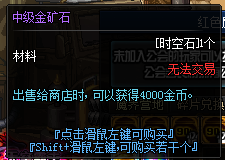 中级金矿石
[时空石]1个
材料
无法交易
出售给商店时,可以获得4000金币。
『点击滑鼠左键可购买』
『Shift+滑鼠左键可购买若干个』